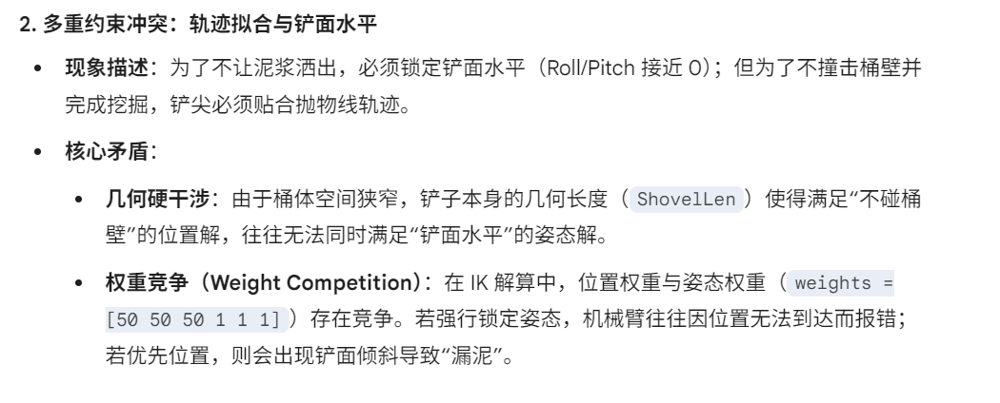 2. 多重约束冲突：轨迹拟合与铲面水平
• 现象描述：为了不让泥浆洒出，必须锁定铲面水平（Roll/Pitch 接近 0）；但为了不撞击桶壁并
完成挖掘，铲尖必须贴合抛物线轨迹。
• 核心矛盾：
• 几何硬干涉：由于桶体空间狭窄，铲子本身的几何长度（ShovelLen）使得满足“不碰桶
壁”的位置解，往往无法同时满足“铲面水平”的姿态解。
• 权重竞争（Weight Competition）：在 IK 解算中，位置权重与姿态权重（weights =
[50 50 50 1 1 1]）存在竞争。若强行锁定姿态，机械臂往往因位置无法到达而报错；
若优先位置，则会出现铲面倾斜导致“漏泥”。